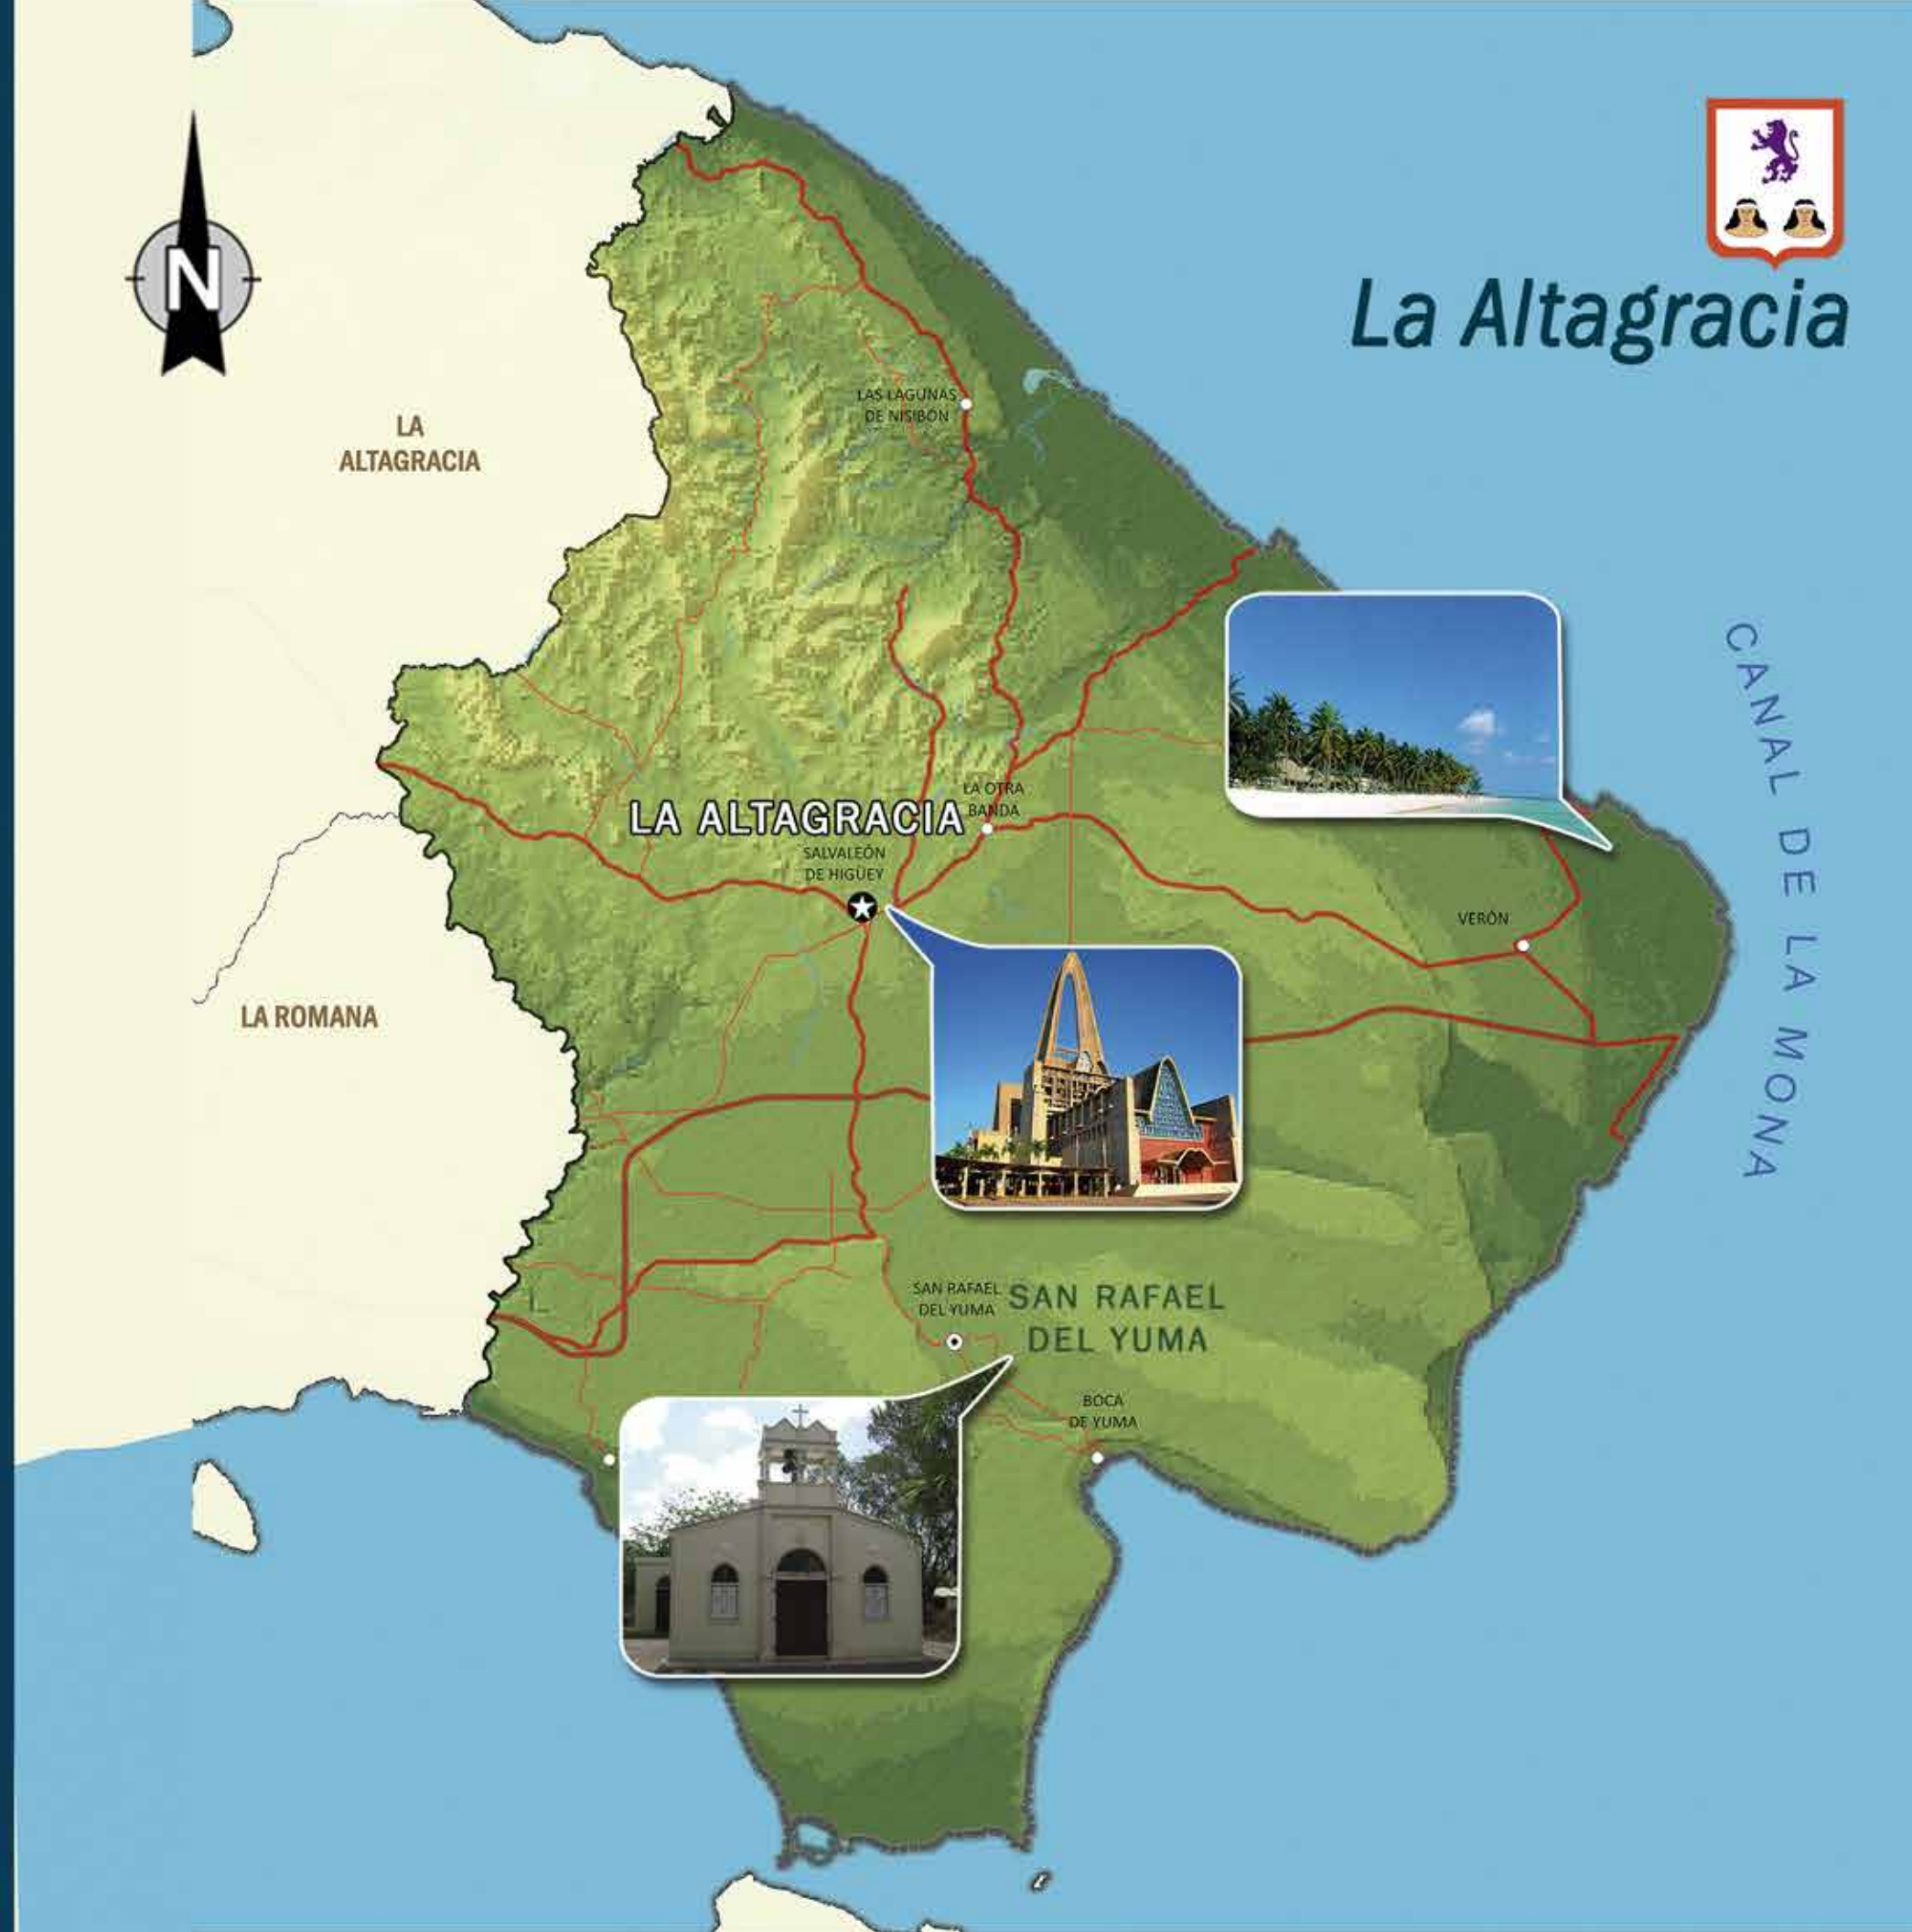 N
La Altagracia
LA
ALTAGRACIA
LAS LAGUNAS
DE NISIBÓN
CANAL DE LA MONA
LA OTRA
BANDA
LA ALTAGRACIA
SALVALEÓN
DE HIGÜEY
VERÓN
LA ROMANA
SAN RAFAEL
DEL YUMA
SAN RAFAEL
DEL YUMA
BOCA
DE YUMA